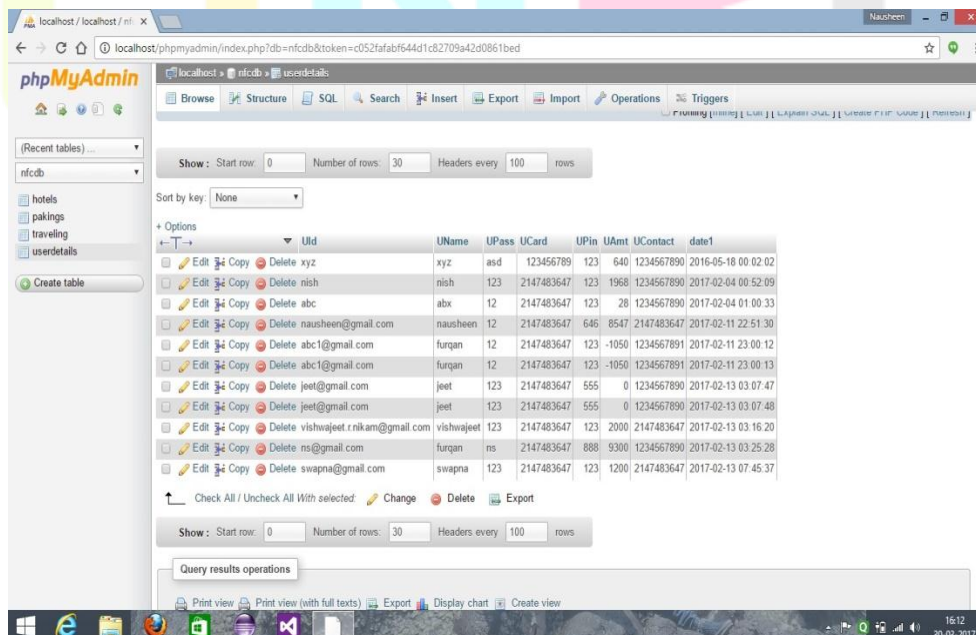 localhost / localhost / nfc
Nausheen
localhost/phpmyadmin/index.php?db=nfcdb&token=c052fafabf644d1c82709a42d0861bed
phpMyAdmin
localhost » nfcdb » userdetails
Browse Structure SQL Search Insert Export Import Operations Triggers
Profiling [Inline] [ Edit ] [ Explain SQL ] [ Create PHP Code ] [ Refresh ]
(Recent tables) ...
nfcdb
hotels
pakings
traveling
userdetails
Create table
Show : Start row: 0 Number of rows: 30 Headers every 100 rows
Sort by key: None
+ Options
←T→ UId UName UPass UCard UPin UAmt UContact date1
Edit Copy Delete xyz xyz asd 123456789 123 640 1234567890 2016-05-18 00:02:02
Edit Copy Delete nish nish 123 2147483647 123 1968 1234567890 2017-02-04 00:52:09
Edit Copy Delete abc abx 12 2147483647 123 28 1234567890 2017-02-04 01:00:33
Edit Copy Delete nausheen@gmail.com nausheen 12 2147483647 646 8547 2147483647 2017-02-11 22:51:30
Edit Copy Delete abc1@gmail.com furqan 12 2147483647 123 -1050 1234567891 2017-02-11 23:00:12
Edit Copy Delete abc1@gmail.com furqan 12 2147483647 123 -1050 1234567891 2017-02-11 23:00:13
Edit Copy Delete jeet@gmail.com jeet 123 2147483647 555 0 1234567890 2017-02-13 03:07:47
Edit Copy Delete jeet@gmail.com jeet 123 2147483647 555 0 1234567890 2017-02-13 03:07:48
Edit Copy Delete vishwajeet.r.nikam@gmail.com vishwajeet 123 2147483647 123 2000 2147483647 2017-02-13 03:16:20
Edit Copy Delete ns@gmail.com furqan ns 2147483647 888 9300 1234567890 2017-02-13 03:25:28
Edit Copy Delete swapna@gmail.com swapna 123 2147483647 123 1200 2147483647 2017-02-13 07:45:37
Check All / Uncheck All With selected: Change Delete Export
Show : Start row: 0 Number of rows: 30 Headers every 100 rows
Query results operations
Print view Print view (with full texts) Export Display chart Create view
16:12
20-03-2017